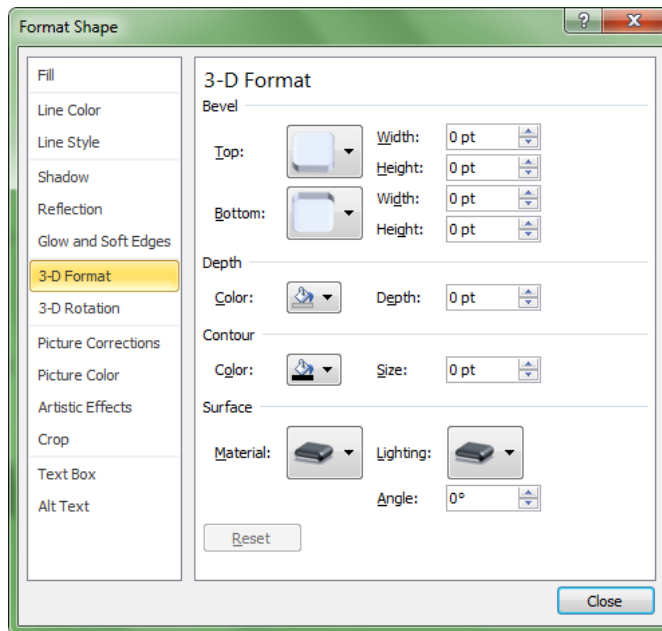 Format Shape
?
Fill
Line Color
Line Style
Shadow
Reflection
Glow and Soft Edges
3-D Format
3-D Rotation
Picture Corrections
Picture Color
Artistic Effects
Crop
Text Box
Alt Text
3-D Format
Bevel
Top:
Width: 0 pt
Height: 0 pt
Bottom:
Width: 0 pt
Height: 0 pt
Depth
Color: Depth: 0 pt
Contour
Color: Size: 0 pt
Surface
Material: Lighting:
Angle: 0°
Reset
Close